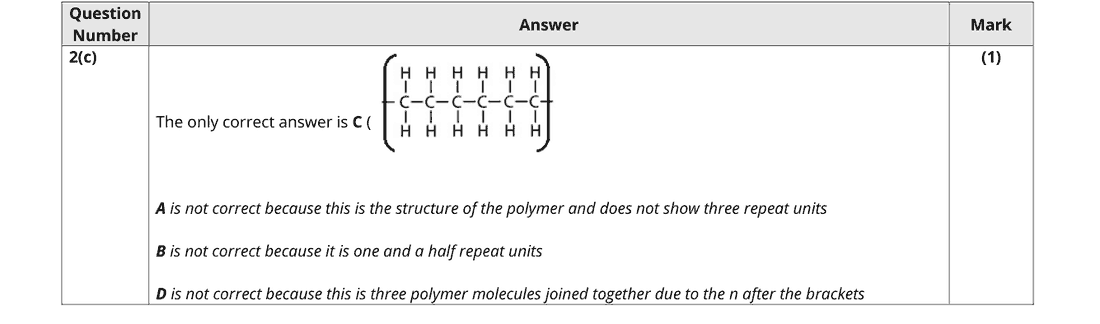 Question Number
Answer
Mark
2(c)
(1)
H H H H H H
C-C-C-C-C-C
H H H H H H
The only correct answer is C (
A is not correct because this is the structure of the polymer and does not show three repeat units
B is not correct because it is one and a half repeat units
D is not correct because this is three polymer molecules joined together due to the n after the brackets